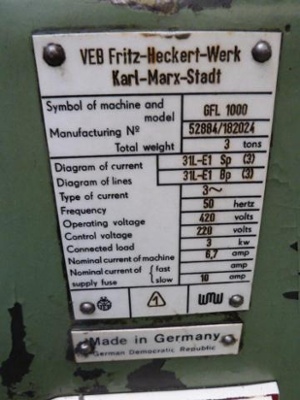 VEB Fritz-Heckert-Werk
Karl-Marx-Stadt
Symbol of machine and model GFL 1000
Manufacturing Nº 52884/182024
Total weight 3 tons
Diagram of current 31L-E1 Sp (3)
Diagram of lines 31L-E1 Bp (3)
Type of current 3~
Frequency 50 hertz
Operating voltage 420 volts
Control voltage 220 volts
Connected load 3 kw
Nominal current of machine 6,7 amp
Nominal current of supply fuse { fast amp
slow 10 amp
Made in Germany
German Democratic Republic